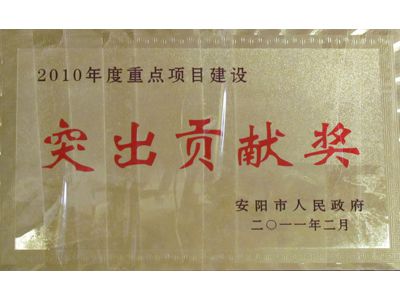 2010年度重点项目建设
突出贡献奖
安阳市人民政府
二〇一一年二月